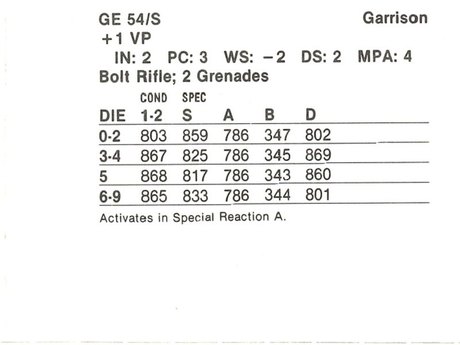 GE 54/S Garrison
+1 VP
IN: 2 PC: 3 WS: −2 DS: 2 MPA: 4
Bolt Rifle; 2 Grenades
COND SPEC
DIE 1-2 S A B D
0-2 803 859 786 347 802
3-4 867 825 786 345 869
5 868 817 786 343 860
6-9 865 833 786 344 801
Activates in Special Reaction A.